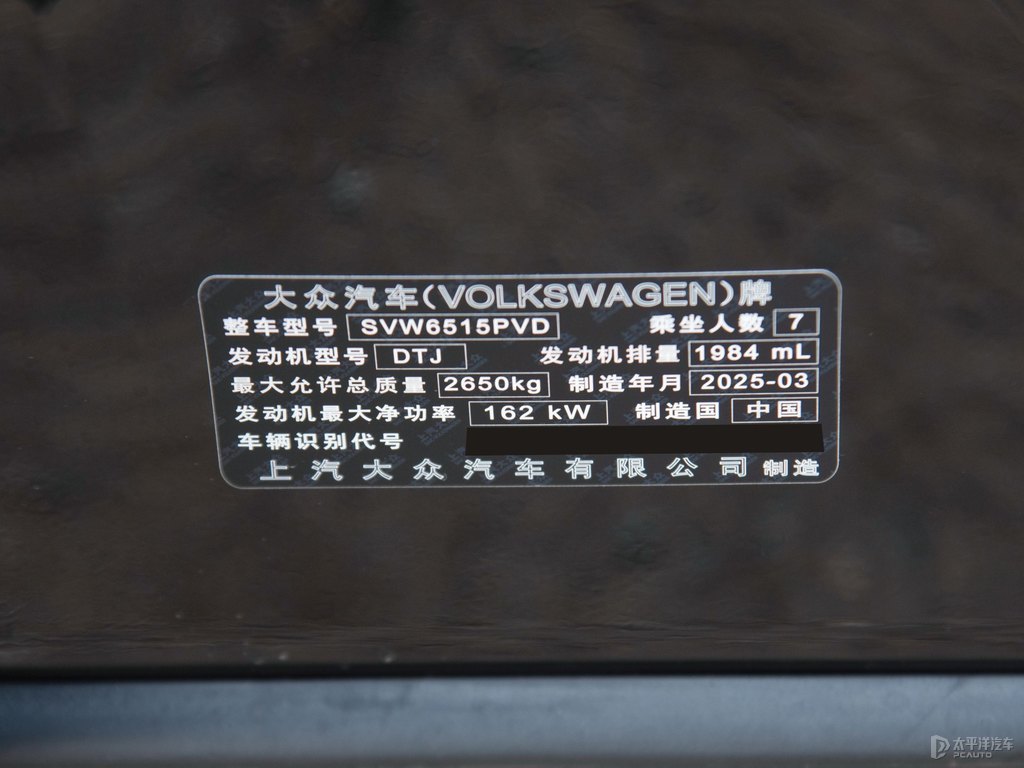 大众汽车(VOLKSWAGEN)牌
整车型号 SVW6515PVD 乘坐人数 7
发动机型号 DTJ 发动机排量 1984 mL
最大允许总质量 2650kg 制造年月 2025-03
发动机最大净功率 162 kW 制造国 中国
车辆识别代号
上汽大众汽车有限公司 制造
太平洋汽车
PCAUTO